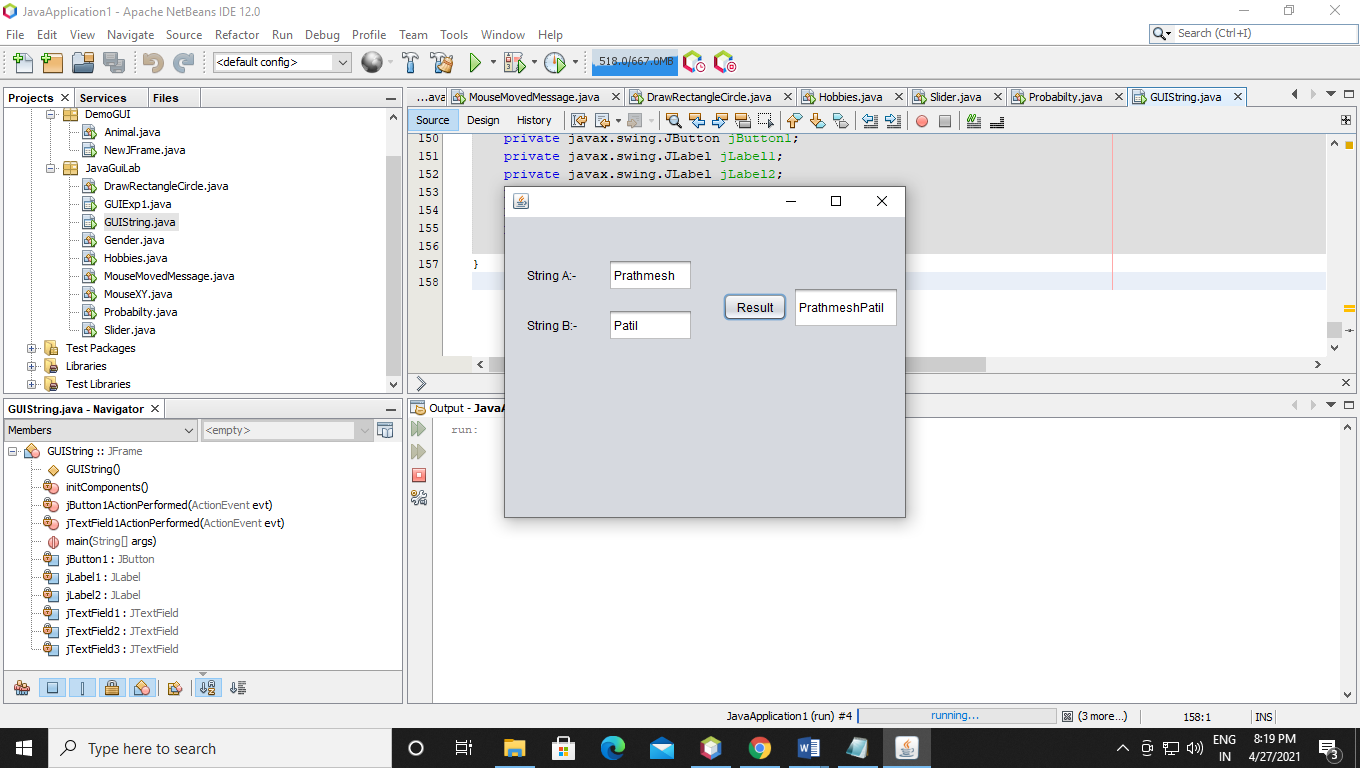 JavaApplication1 - Apache NetBeans IDE 12.0
File Edit View Navigate Source Refactor Run Debug Profile Team Tools Window Help
Search (Ctrl+I)
<default config>
518.0/667.0MB
Projects Services Files
DemoGUI
Animal.java
NewJFrame.java
JavaGuiLab
DrawRectangleCircle.java
GUIExp1.java
GUIString.java
Gender.java
Hobbies.java
MouseMovedMessage.java
MouseXY.java
Probabilty.java
Slider.java
Test Packages
Libraries
Test Libraries
...ava MouseMovedMessage.java DrawRectangleCircle.java Hobbies.java Slider.java Probabilty.java GUIString.java
Source Design History
150 private javax.swing.JButton jButton1;
151 private javax.swing.JLabel jLabel1;
152 private javax.swing.JLabel jLabel2;
153
154
155
156
157 }
158
String A:- Prathmesh
Result PrathmeshPatil
String B:- Patil
GUIString.java - Navigator
Members <empty>
GUIString :: JFrame
GUIString()
initComponents()
jButton1ActionPerformed(ActionEvent evt)
jTextField1ActionPerformed(ActionEvent evt)
main(String[] args)
jButton1 : JButton
jLabel1 : JLabel
jLabel2 : JLabel
jTextField1 : JTextField
jTextField2 : JTextField
jTextField3 : JTextField
Output - JavaA
run:
JavaApplication1 (run) #4 running... (3 more...) 158:1 INS
Type here to search
ENG
IN
8:19 PM
4/27/2021
3